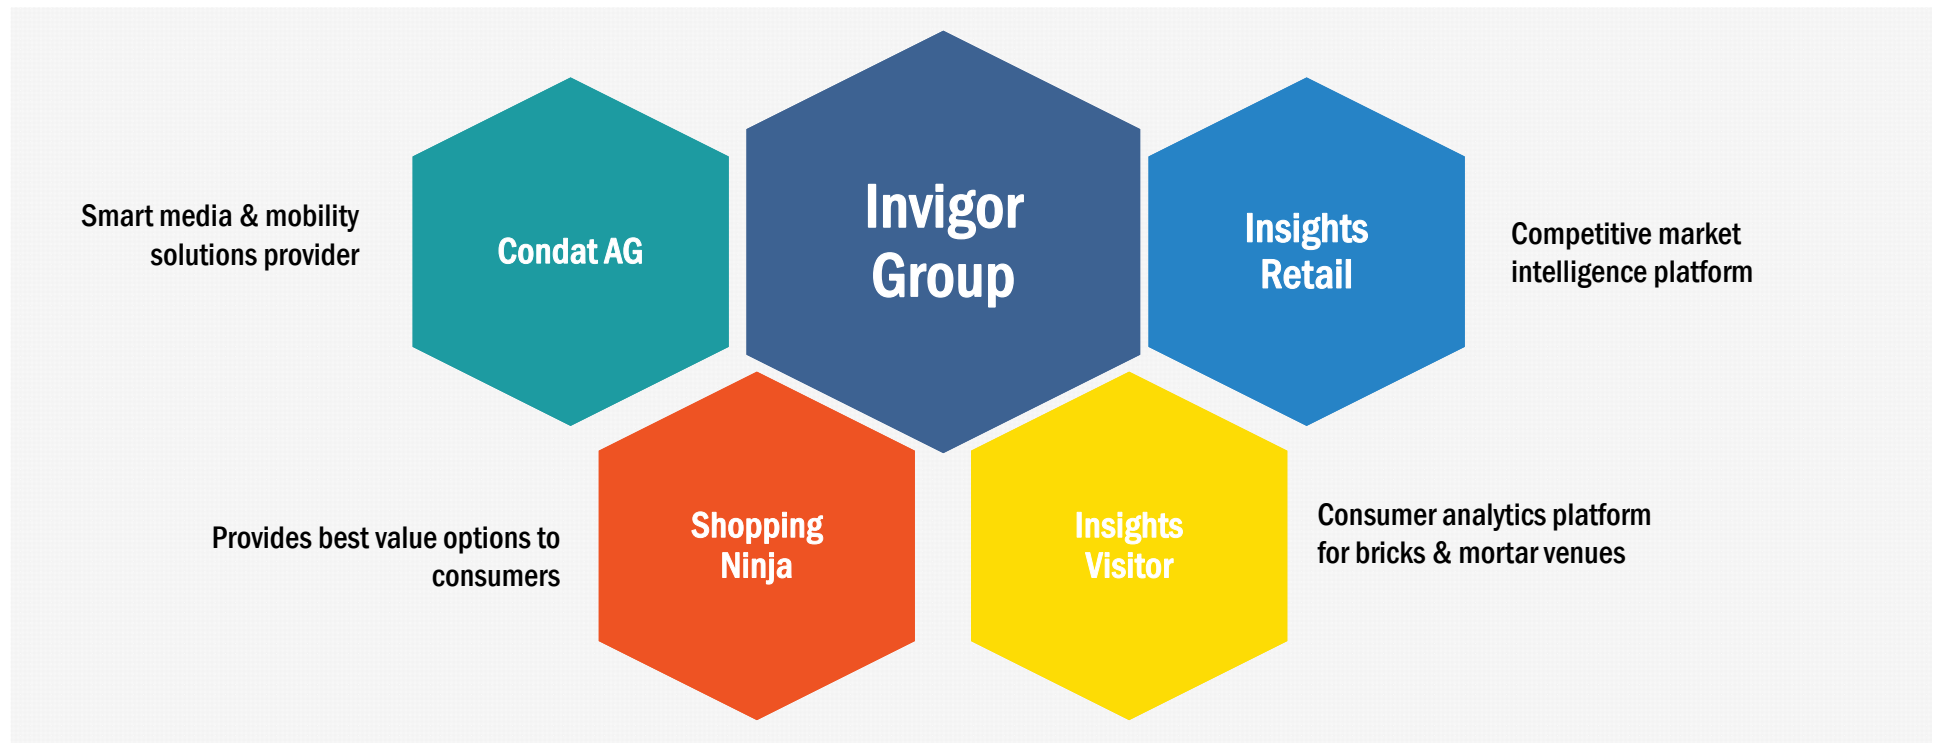 Smart media & mobility
solutions provider
Condat AG
Invigor
Group
Insights
Retail
Competitive market
intelligence platform
Provides best value options to
consumers
Shopping
Ninja
Insights
Visitor
Consumer analytics platform
for bricks & mortar venues